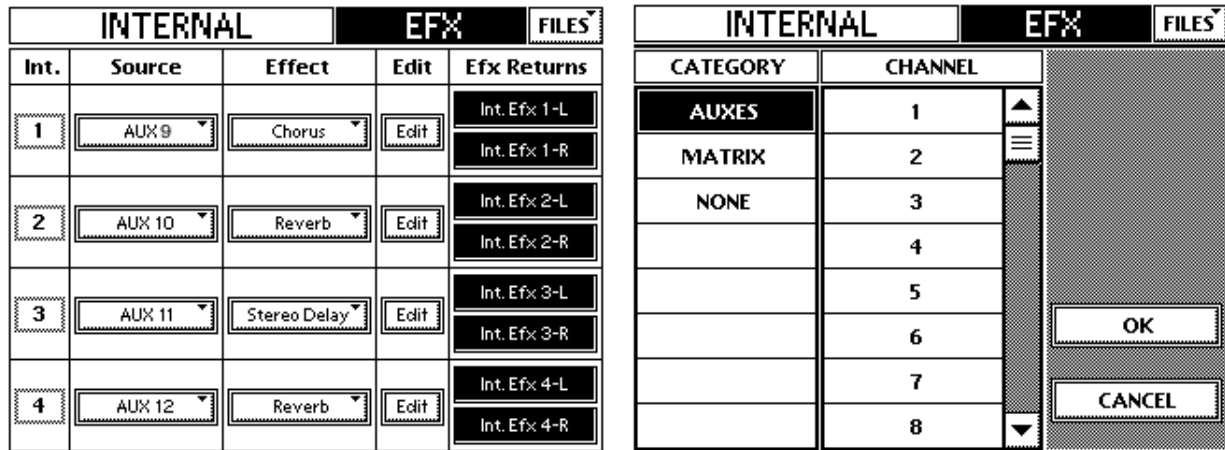 INTERNAL EFX FILES
Int. Source Effect Edit Efx Returns
1 AUX 9 Chorus Edit Int. Efx 1-L
Int. Efx 1-R
2 AUX 10 Reverb Edit Int. Efx 2-L
Int. Efx 2-R
3 AUX 11 Stereo Delay Edit Int. Efx 3-L
Int. Efx 3-R
4 AUX 12 Reverb Edit Int. Efx 4-L
Int. Efx 4-R
INTERNAL EFX FILES
CATEGORY CHANNEL
AUXES 1
MATRIX 2
NONE 3
4
5
6
7
8
OK
CANCEL